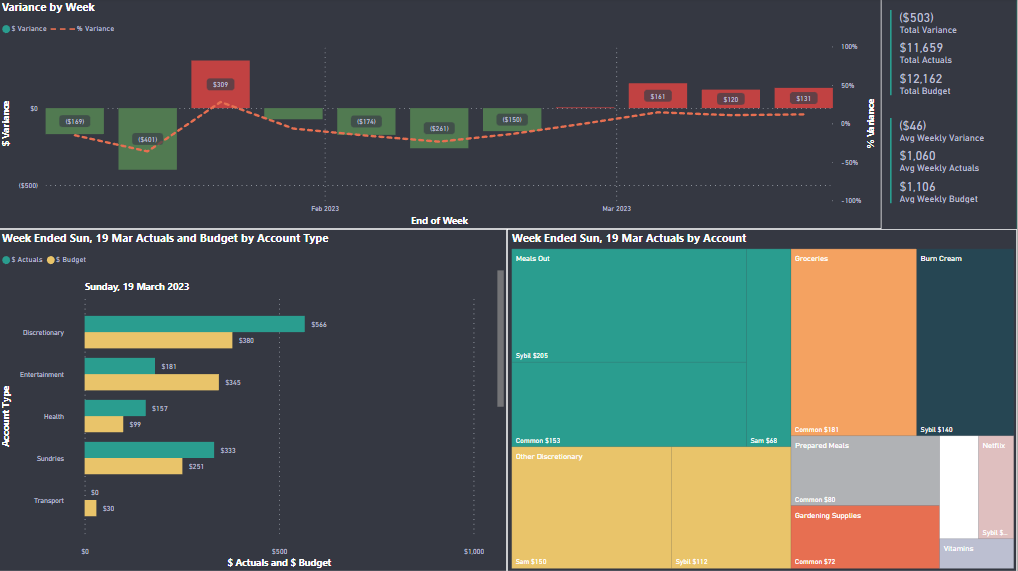 Variance by Week
$ Variance % Variance
$ Variance
$0
($500)
($169)
($401)
$309
($174)
($261)
($150)
$161
$120
$131
100%
50%
0%
-50%
-100%
% Variance
Feb 2023
Mar 2023
End of Week
($503)
Total Variance
$11,659
Total Actuals
$12,162
Total Budget
($46)
Avg Weekly Variance
$1,060
Avg Weekly Actuals
$1,106
Avg Weekly Budget
Week Ended Sun, 19 Mar Actuals and Budget by Account Type
$ Actuals $ Budget
Sunday, 19 March 2023
Account Type
Discretionary
$566
$380
Entertainment
$181
$345
Health
$157
$99
Sundries
$333
$251
Transport
$0
$30
$0
$500
$1,000
$ Actuals and $ Budget
Week Ended Sun, 19 Mar Actuals by Account
Meals Out
Sybil $205
Common $153
Sam $68
Other Discretionary
Sam $150
Sybil $112
Groceries
Common $181
Burn Cream
Sybil $140
Prepared Meals
Common $80
Gardening Supplies
Common $72
Netflix
Sybil $...
Vitamins